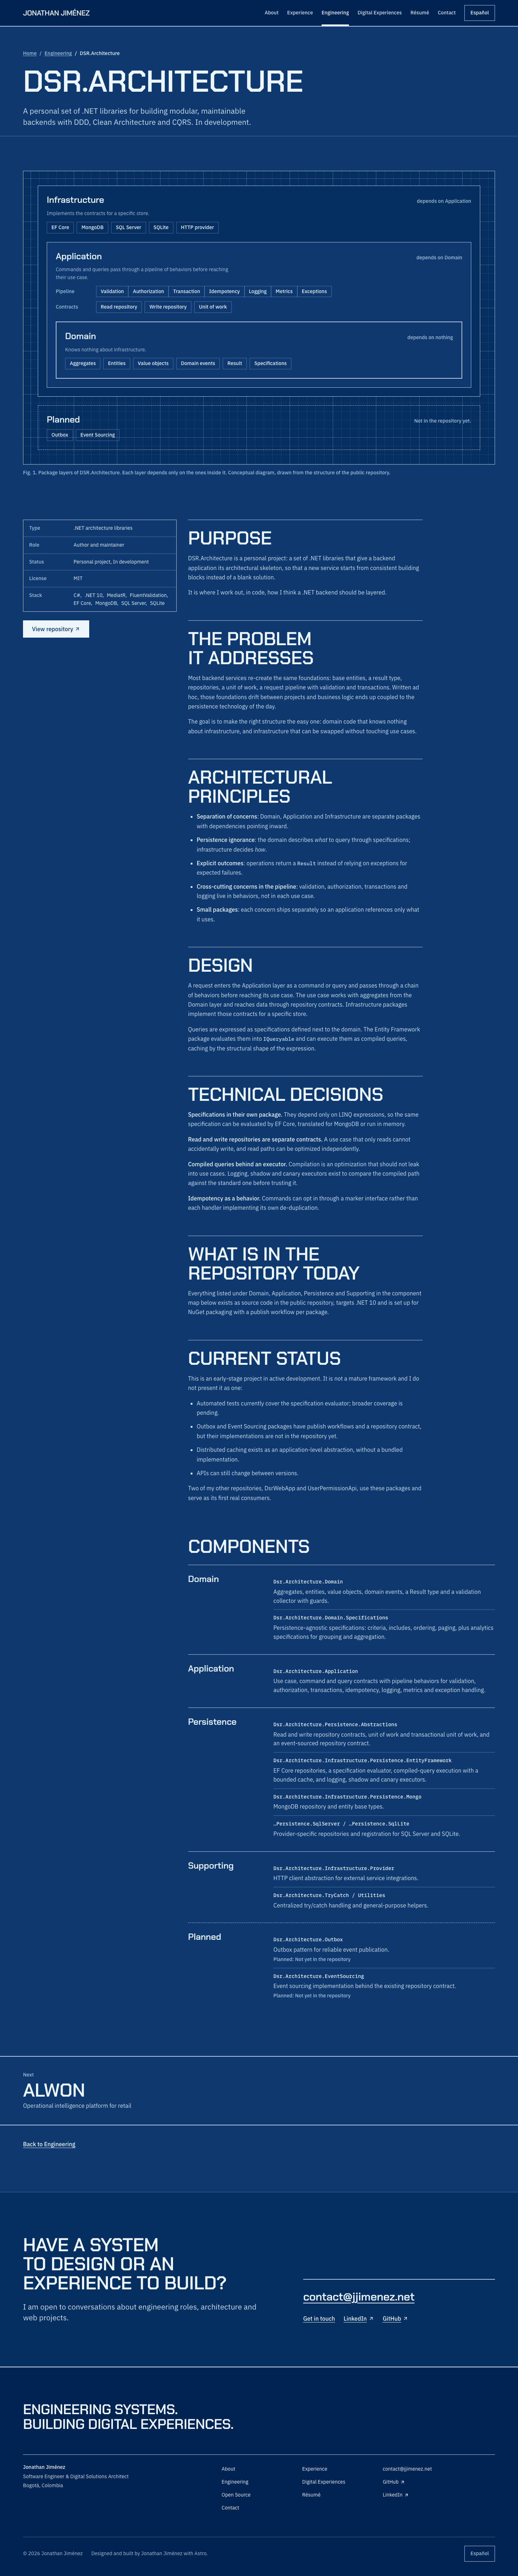 JONATHAN JIMÉNEZ
About Experience Engineering Digital Experiences Résumé Contact Español
Home / Engineering / DSR.Architecture
DSR.ARCHITECTURE
A personal set of .NET libraries for building modular, maintainable
backends with DDD, Clean Architecture and CQRS. In development.
Infrastructure
depends on Application
Implements the contracts for a specific store.
EF Core MongoDB SQL Server SQLite HTTP provider
Application
depends on Domain
Commands and queries pass through a pipeline of behaviors before reaching
their use case.
Pipeline Validation Authorization Transaction Idempotency Logging Metrics Exceptions
Contracts Read repository Write repository Unit of work
Domain
depends on nothing
Knows nothing about infrastructure.
Aggregates Entities Value objects Domain events Result Specifications
Planned
Not in the repository yet.
Outbox Event Sourcing
Fig. 1. Package layers of DSR.Architecture. Each layer depends only on the ones inside it. Conceptual diagram, drawn from the structure of the public repository.
Type .NET architecture libraries
Role Author and maintainer
Status Personal project, In development
License MIT
Stack C#, .NET 10, MediatR, FluentValidation,
EF Core, MongoDB, SQL Server, SQLite
View repository ↗
PURPOSE
DSR.Architecture is a personal project: a set of .NET libraries that give a backend
application its architectural skeleton, so that a new service starts from consistent building
blocks instead of a blank solution.
It is where I work out, in code, how I think a .NET backend should be layered.
THE PROBLEM
IT ADDRESSES
Most backend services re-create the same foundations: base entities, a result type,
repositories, a unit of work, a request pipeline with validation and transactions. Written ad
hoc, those foundations drift between projects and business logic ends up coupled to the
persistence technology of the day.
The goal is to make the right structure the easy one: domain code that knows nothing
about infrastructure, and infrastructure that can be swapped without touching use cases.
ARCHITECTURAL
PRINCIPLES
• Separation of concerns: Domain, Application and Infrastructure are separate packages
with dependencies pointing inward.
• Persistence ignorance: the domain describes what to query through specifications;
infrastructure decides how.
• Explicit outcomes: operations return a Result instead of relying on exceptions for
expected failures.
• Cross-cutting concerns in the pipeline: validation, authorization, transactions and
logging live in behaviors, not in each use case.
• Small packages: each concern ships separately so an application references only what
it uses.
DESIGN
A request enters the Application layer as a command or query and passes through a chain
of behaviors before reaching its use case. The use case works with aggregates from the
Domain layer and reaches data through repository contracts. Infrastructure packages
implement those contracts for a specific store.
Queries are expressed as specifications defined next to the domain. The Entity Framework
package evaluates them into IQueryable and can execute them as compiled queries,
caching by the structural shape of the expression.
TECHNICAL DECISIONS
Specifications in their own package. They depend only on LINQ expressions, so the same
specification can be evaluated by EF Core, translated for MongoDB or run in memory.
Read and write repositories are separate contracts. A use case that only reads cannot
accidentally write, and read paths can be optimized independently.
Compiled queries behind an executor. Compilation is an optimization that should not leak
into use cases. Logging, shadow and canary executors exist to compare the compiled path
against the standard one before trusting it.
Idempotency as a behavior. Commands can opt in through a marker interface rather than
each handler implementing its own de-duplication.
WHAT IS IN THE
REPOSITORY TODAY
Everything listed under Domain, Application, Persistence and Supporting in the component
map below exists as source code in the public repository, targets .NET 10 and is set up for
NuGet packaging with a publish workflow per package.
CURRENT STATUS
This is an early-stage project in active development. It is not a mature framework and I do
not present it as one:
• Automated tests currently cover the specification evaluator; broader coverage is
pending.
• Outbox and Event Sourcing packages have publish workflows and a repository contract,
but their implementations are not in the repository yet.
• Distributed caching exists as an application-level abstraction, without a bundled
implementation.
• APIs can still change between versions.
Two of my other repositories, DsrWebApp and UserPermissionApi, use these packages and
serve as its first real consumers.
COMPONENTS
Domain
Dsr.Architecture.Domain
Aggregates, entities, value objects, domain events, a Result type and a validation
collector with guards.
Dsr.Architecture.Domain.Specifications
Persistence-agnostic specifications: criteria, includes, ordering, paging, plus analytics
specifications for grouping and aggregation.
Application
Dsr.Architecture.Application
Use case, command and query contracts with pipeline behaviors for validation,
authorization, transactions, idempotency, logging, metrics and exception handling.
Persistence
Dsr.Architecture.Persistence.Abstractions
Read and write repository contracts, unit of work and transactional unit of work, and
an event-sourced repository contract.
Dsr.Architecture.Infrastructure.Persistence.EntityFramework
EF Core repositories, a specification evaluator, compiled-query execution with a
bounded cache, and logging, shadow and canary executors.
Dsr.Architecture.Infrastructure.Persistence.Mongo
MongoDB repository and entity base types.
…Persistence.SqlServer / …Persistence.SqlLite
Provider-specific repositories and registration for SQL Server and SQLite.
Supporting
Dsr.Architecture.Infrastructure.Provider
HTTP client abstraction for external service integrations.
Dsr.Architecture.TryCatch / Utilities
Centralized try/catch handling and general-purpose helpers.
Planned
Dsr.Architecture.Outbox
Outbox pattern for reliable event publication.
Planned: Not yet in the repository
Dsr.Architecture.EventSourcing
Event sourcing implementation behind the existing repository contract.
Planned: Not yet in the repository
Next
ALWON
Operational intelligence platform for retail
Back to Engineering
HAVE A SYSTEM
TO DESIGN OR AN
EXPERIENCE TO BUILD?
I am open to conversations about engineering roles, architecture and
web projects.
contact@jjimenez.net
Get in touch LinkedIn ↗ GitHub ↗
ENGINEERING SYSTEMS.
BUILDING DIGITAL EXPERIENCES.
Jonathan Jiménez
Software Engineer & Digital Solutions Architect
Bogotá, Colombia
About Experience contact@jjimenez.net
Engineering Digital Experiences GitHub ↗
Open Source Résumé LinkedIn ↗
Contact
© 2026 Jonathan Jiménez Designed and built by Jonathan Jiménez with Astro.
Español